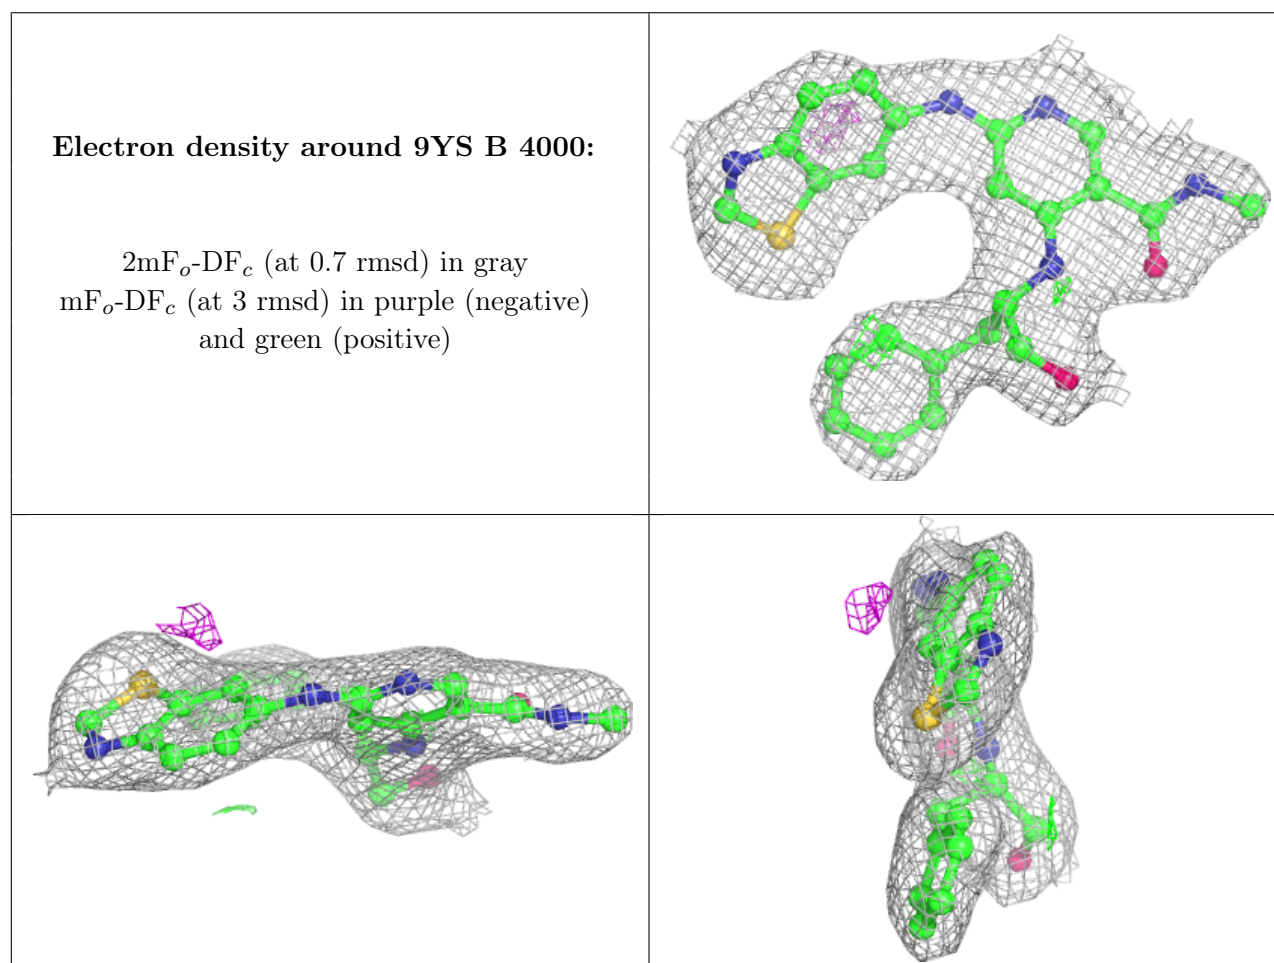 Electron density around 9YS B 4000:
2mFo-DFc (at 0.7 rmsd) in gray
mFo-DFc (at 3 rmsd) in purple (negative)
and green (positive)